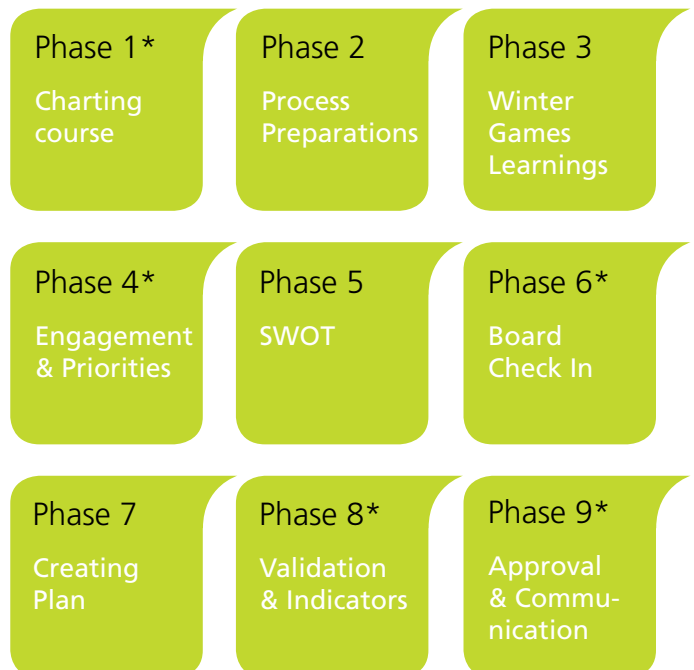 Phase 1*
Charting
course
Phase 2
Process
Preparations
Phase 3
Winter
Games
Learnings
Phase 4*
Engagement
& Priorities
Phase 5
SWOT
Phase 6*
Board
Check In
Phase 7
Creating
Plan
Phase 8*
Validation
& Indicators
Phase 9*
Approval
& Commu-
nication